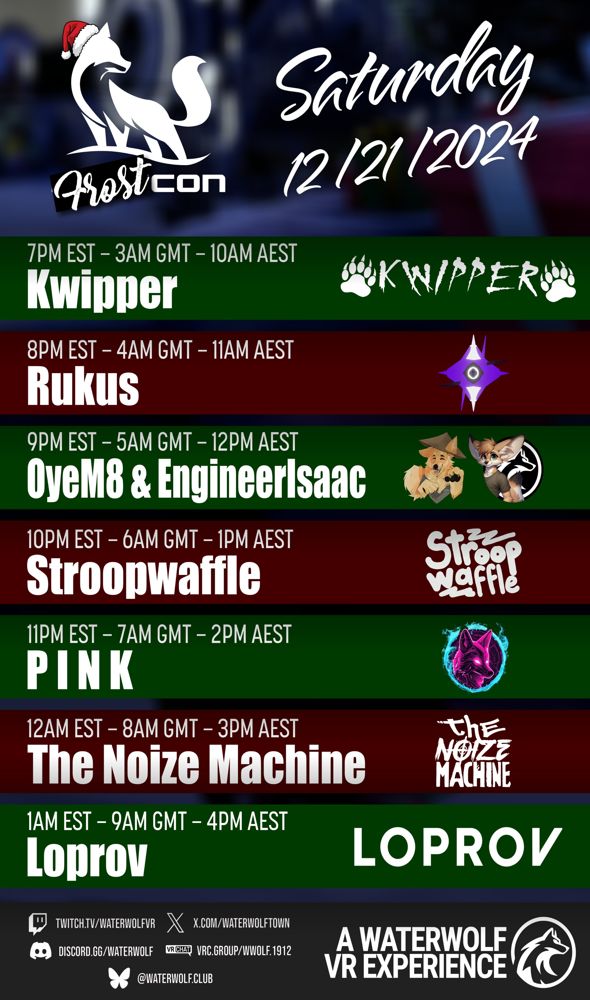 Saturday
12/21/2024
Frostcon
7PM EST – 3AM GMT – 10AM AEST
Kwipper
KWIPPER
8PM EST – 4AM GMT – 11AM AEST
Rukus
9PM EST – 5AM GMT – 12PM AEST
OyeM8 & EngineerIsaac
10PM EST – 6AM GMT – 1PM AEST
Stroopwaffle
Stroop
waffle
11PM EST – 7AM GMT – 2PM AEST
P I N K
12AM EST – 8AM GMT – 3PM AEST
The Noize Machine
thE
NOIZE
MACHINE
1AM EST – 9AM GMT – 4PM AEST
Loprov
LOPROV
TWITCH.TV/WATERWOLFVR
X.COM/WATERWOLFTOWN
DISCORD.GG/WATERWOLF
VRCHAT
VRC.GROUP/WWOLF.1912
@WATERWOLF.CLUB
A WATERWOLF
VR EXPERIENCE